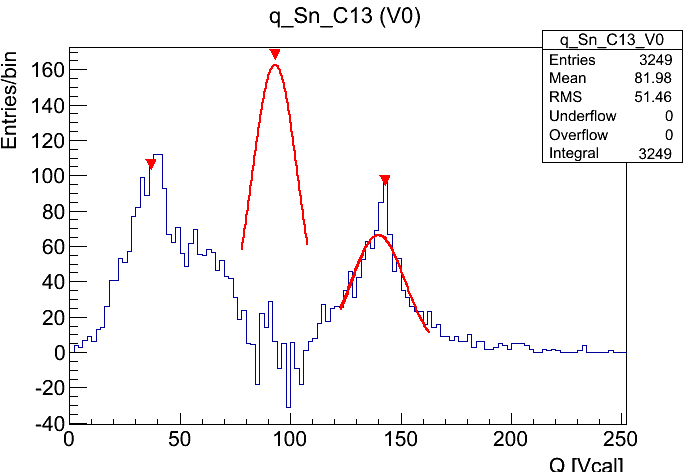 q_Sn_C13 (V0)
q_Sn_C13_V0
Entries 3249
Mean 81.98
RMS 51.46
Underflow 0
Overflow 0
Integral 3249
Entries/bin
160
140
120
100
80
60
40
20
0
-20
-40
0 50 100 150 200 250
Q [Vcal]